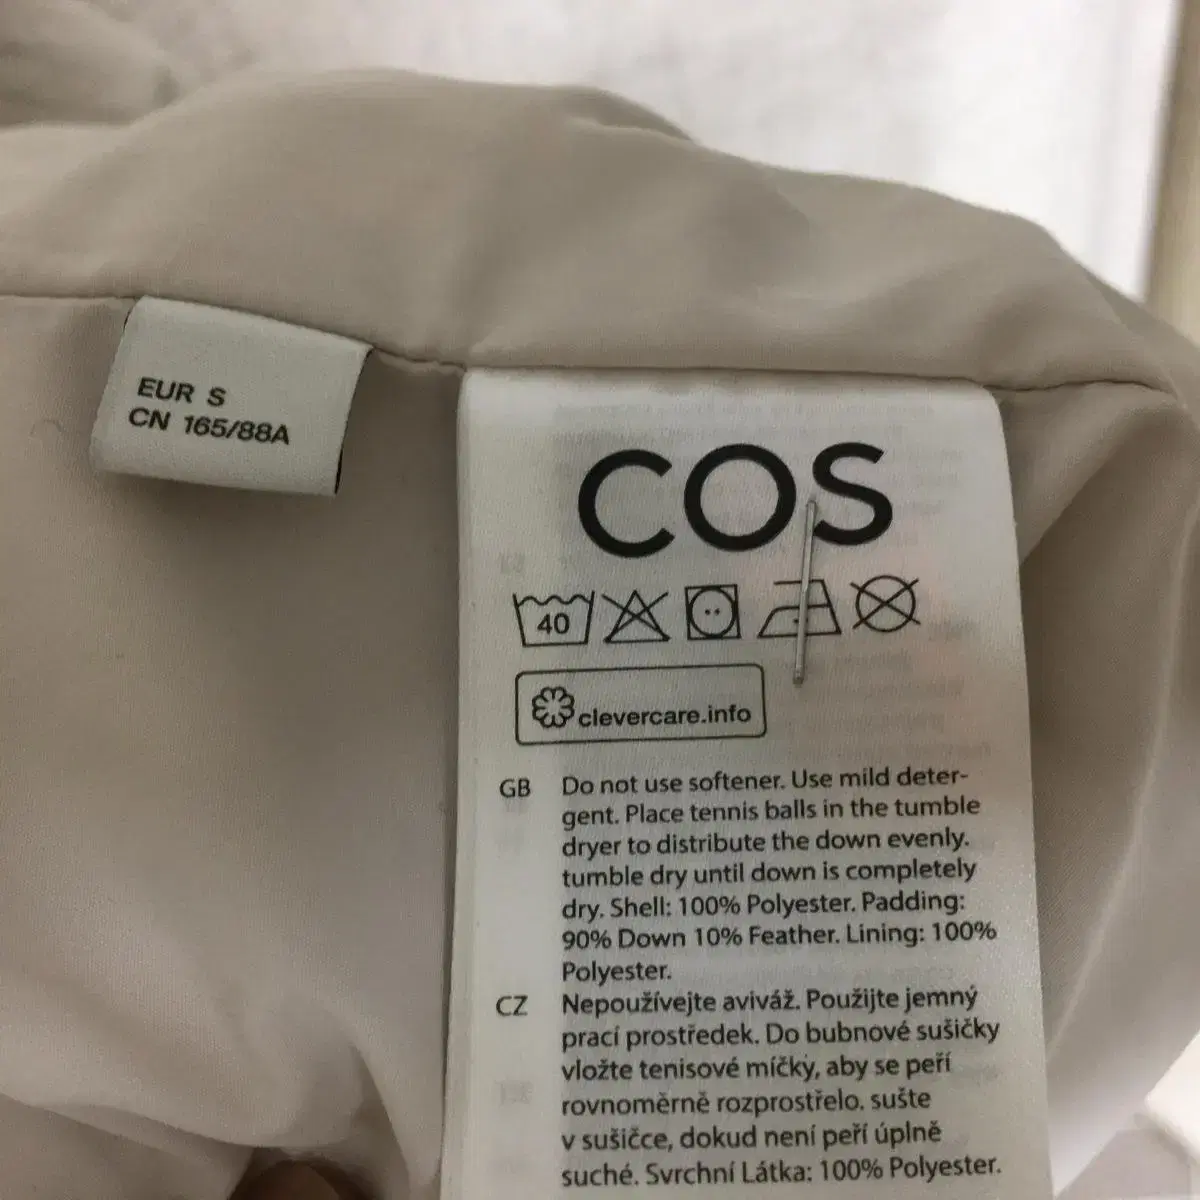 EUR S
CN 165/88A
COS
40
clevercare.info
GB Do not use softener. Use mild deter-
gent. Place tennis balls in the tumble
dryer to distribute the down evenly.
tumble dry until down is completely
dry. Shell: 100% Polyester. Padding:
90% Down 10% Feather. Lining: 100%
Polyester.
CZ Nepoužívejte aviváž. Použijte jemný
prací prostředek. Do bubnové sušičky
vložte tenisové míčky, aby se peří
rovnoměrně rozprostřelo. sušte
v sušičce, dokud není peří úplně
suché. Svrchní Látka: 100% Polyester.